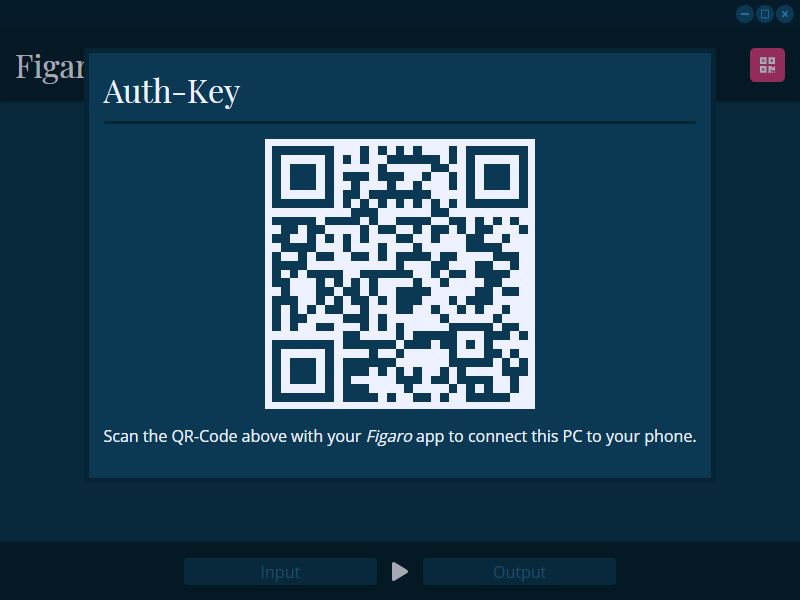 Figar
Auth-Key
Scan the QR-Code above with your Figaro app to connect this PC to your phone.
Input
Output